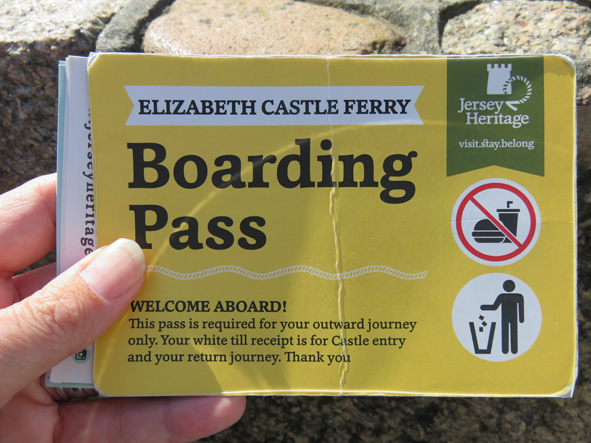 ELIZABETH CASTLE FERRY
Boarding
Pass
WELCOME ABOARD!
This pass is required for your outward journey
only. Your white till receipt is for Castle entry
and your return journey. Thank you
Jersey
Heritage
visit.stay.belong
jerseyheritage